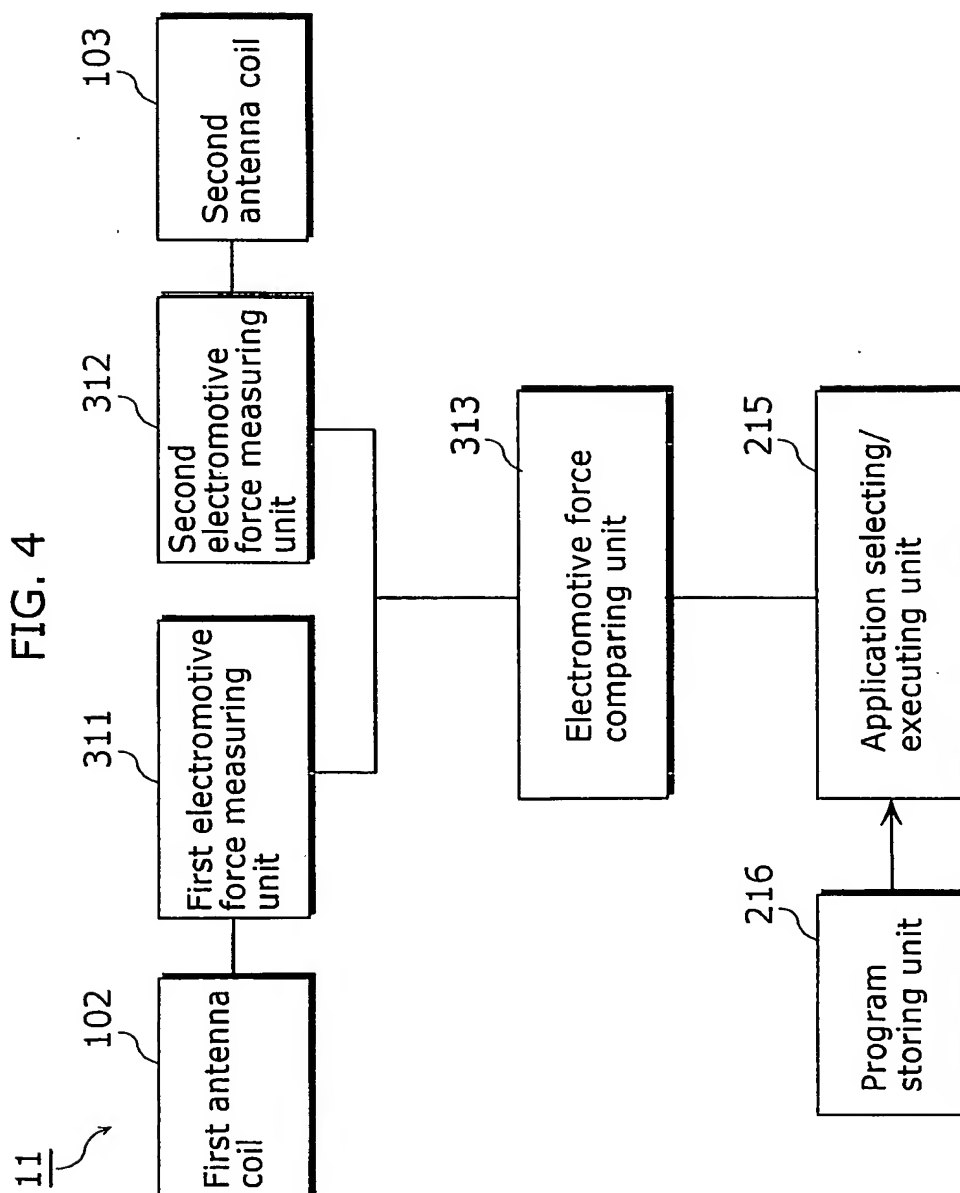 FIG. 4
11
102
First antenna
coil
311
First electromotive
force measuring
unit
312
Second
electromotive
force measuring
unit
103
Second
antenna coil
313
Electromotive force
comparing unit
216
Program
storing unit
215
Application selecting/
executing unit